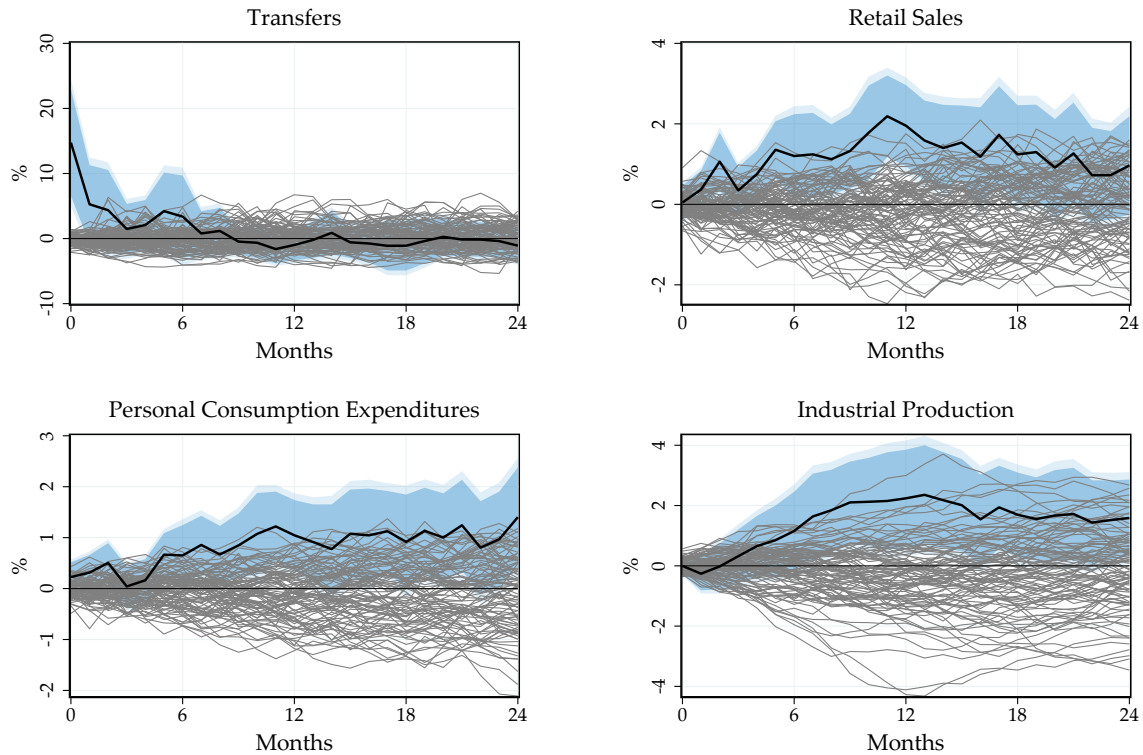 Transfers
30
20
10
0
-10
%
0 6 12 18 24
Months
Retail Sales
4
2
0
-2
%
0 6 12 18 24
Months
Personal Consumption Expenditures
3
2
1
0
-1
-2
%
0 6 12 18 24
Months
Industrial Production
4
2
0
-2
-4
%
0 6 12 18 24
Months